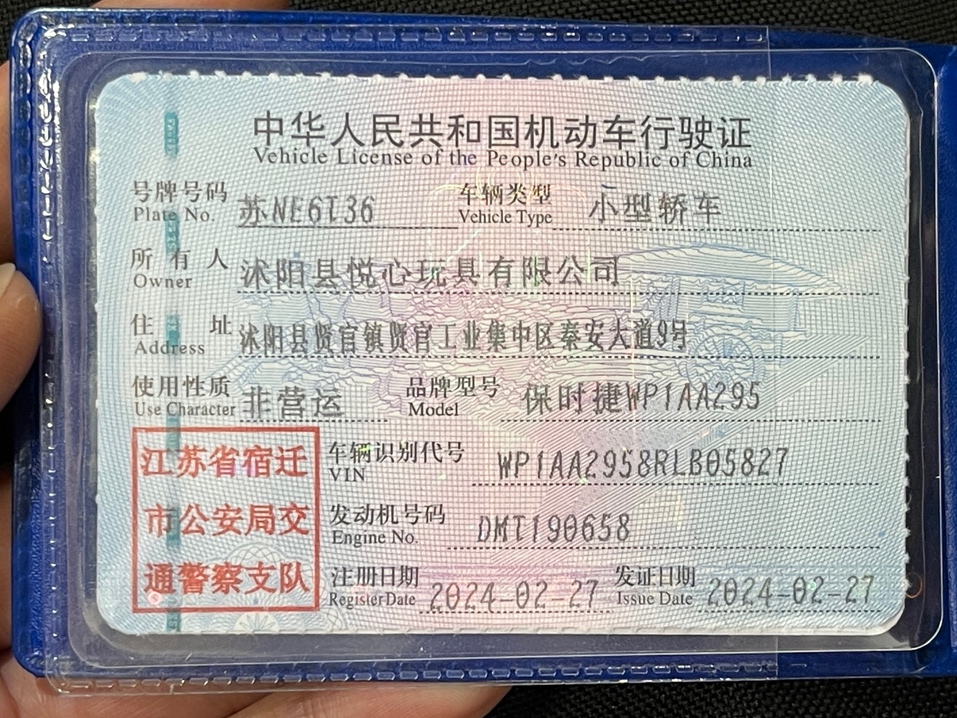 中华人民共和国机动车行驶证
Vehicle License of the People's Republic of China
号牌号码 苏NE6T36 车辆类型 小型轿车
Plate No. Vehicle Type
所有人 沭阳县悦心玩具有限公司
Owner
住址 沭阳县贤官镇贤官工业集中区秦安大道9号
Address
使用性质 非营运 品牌型号 保时捷WP1AA295
Use Character Model
江苏省宿迁
市公安局交
通警察支队
车辆识别代号 WP1AA2958RLB05827
VIN
发动机号码 DMT190658
Engine No.
注册日期 2024-02-27 发证日期 2024-02-27
Register Date Issue Date